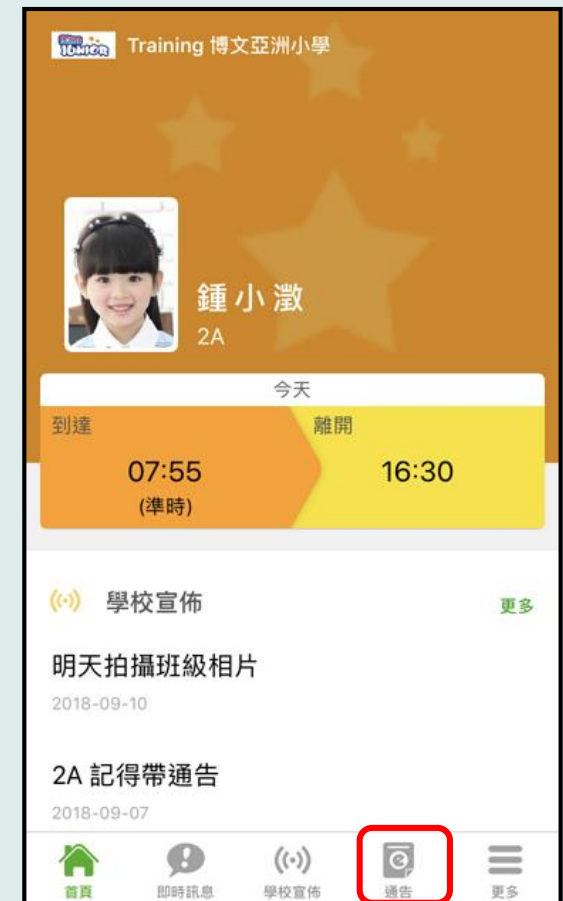 JUNIOR
Training 博文亞洲小學
鍾小澂
2A
今天
到達
離開
07:55
16:30
(準時)
學校宣佈
更多
明天拍攝班級相片
2018-09-10
2A 記得帶通告
2018-09-07
首頁
即時訊息
學校宣佈
通告
更多